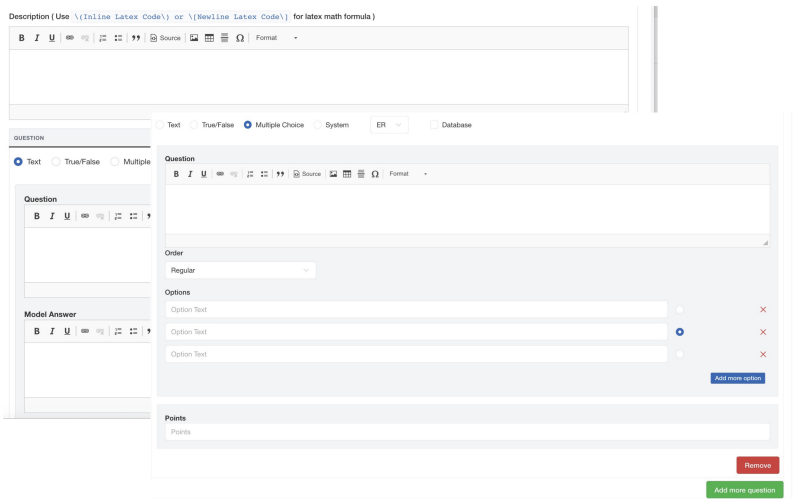 Description ( Use \(Inline Latex Code\) or \[Newline Latex Code\] for latex math formula )
B I U Source Ω Format
QUESTION
Text True/False Multiple
Question
B I U
Model Answer
B I U
Text True/False Multiple Choice System ER Database
Question
B I U Source Ω Format
Order
Regular
Options
Option Text
Option Text
Option Text
Add more option
Points
Points
Remove
Add more question